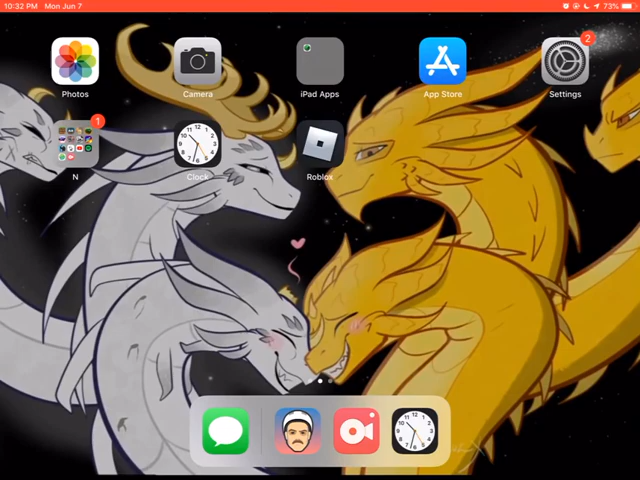 10:32 PM Mon Jun 7
73%
Photos
Camera
iPad Apps
App Store
Settings
2
1
N
Clock
Roblox